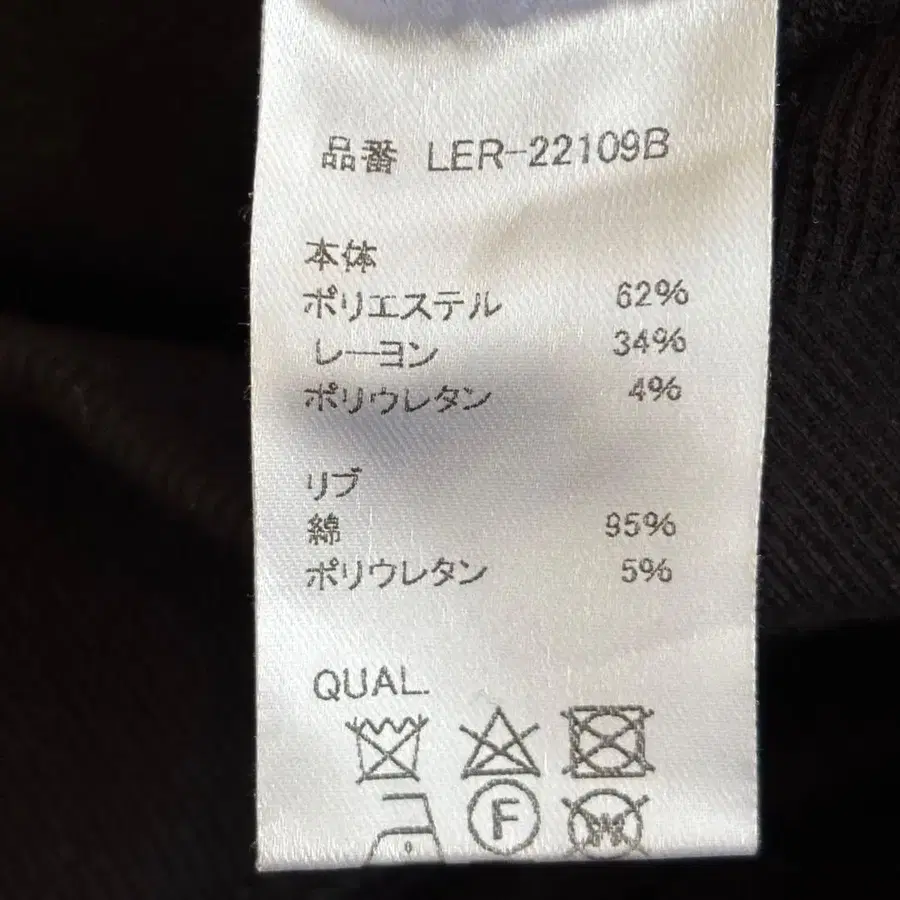 品番 LER-22109B
本体
ポリエステル 62%
レーヨン 34%
ポリウレタン 4%
リブ
綿 95%
ポリウレタン 5%
QUAL.
F
W